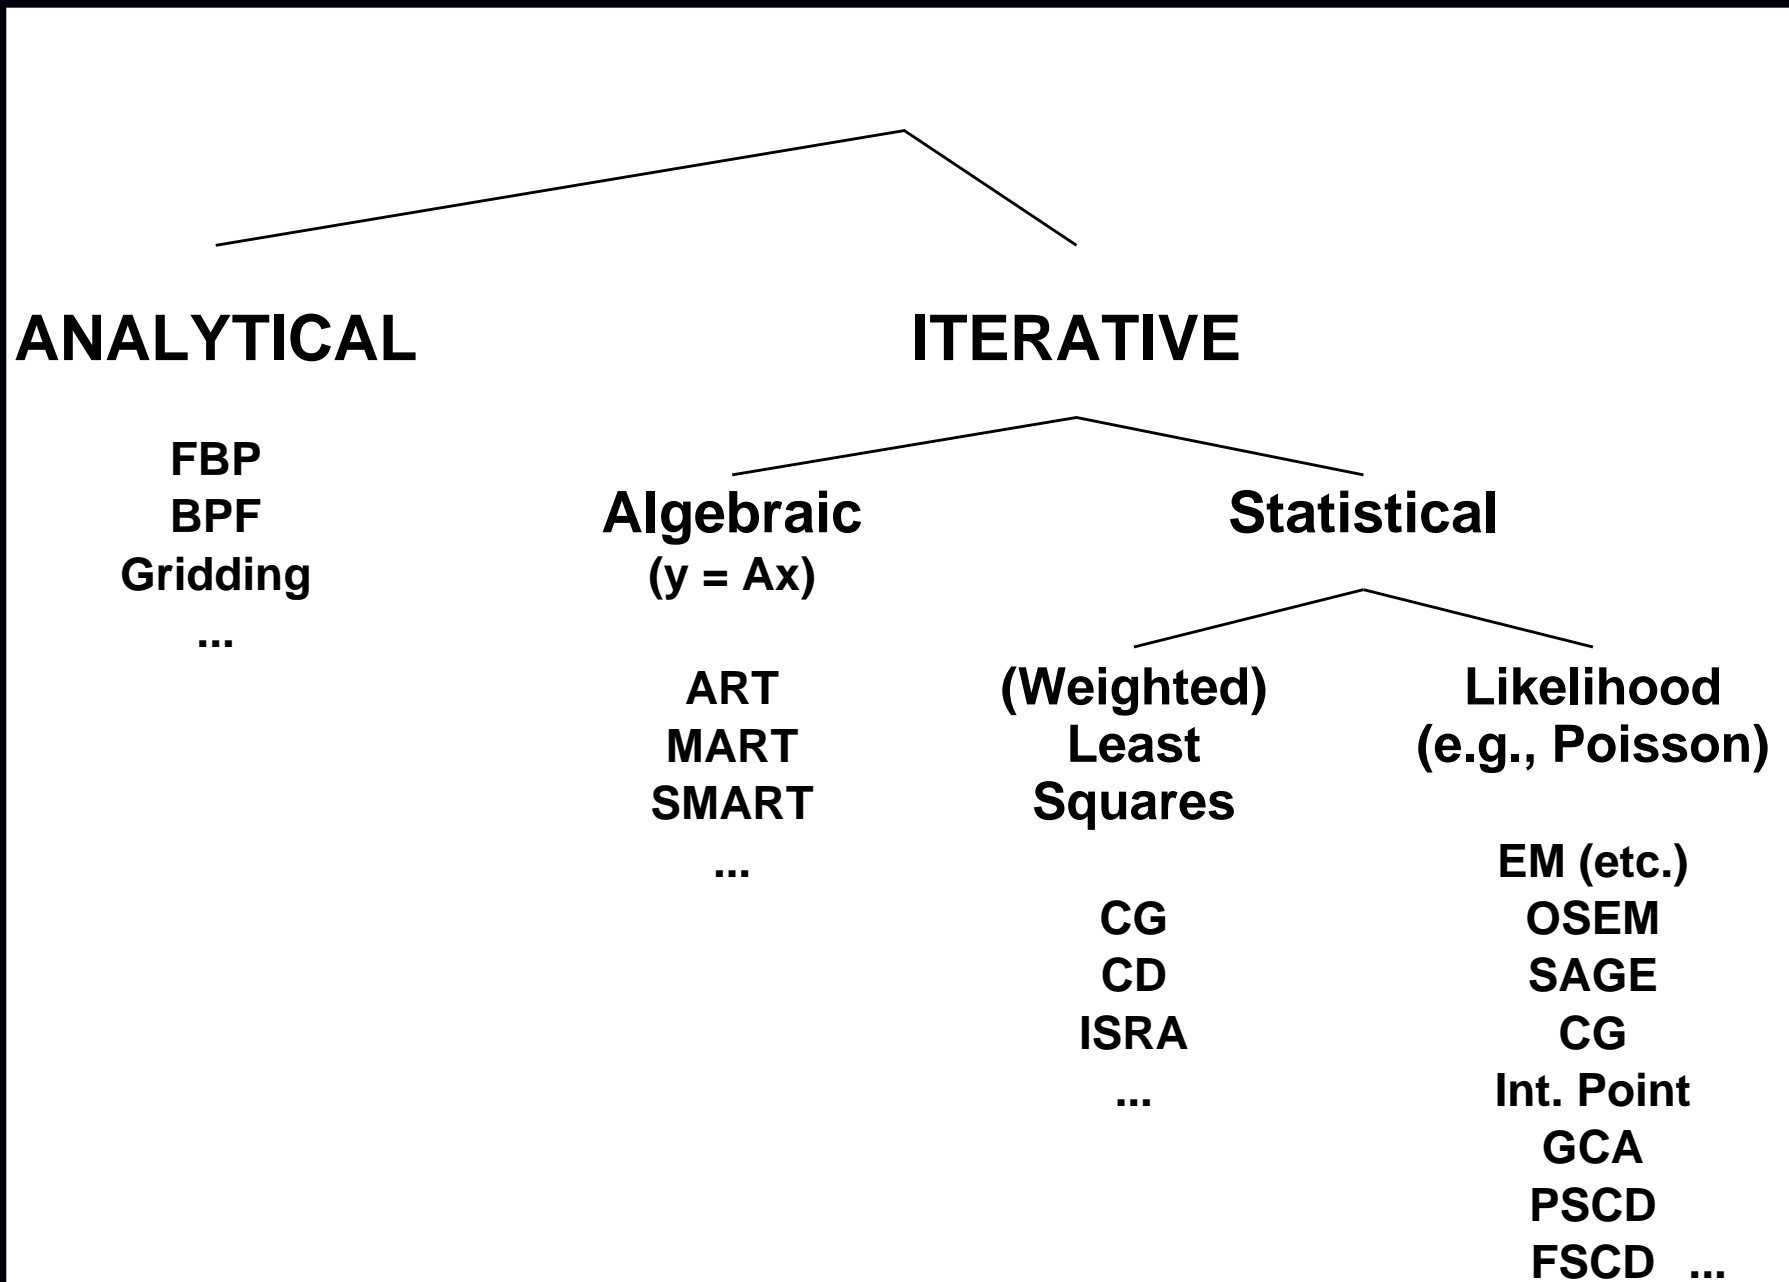 ANALYTICAL
FBP
BPF
Gridding
...
ITERATIVE
Algebraic
(y = Ax)
ART
MART
SMART
...
Statistical
(Weighted)
Least
Squares
CG
CD
ISRA
...
Likelihood
(e.g., Poisson)
EM (etc.)
OSEM
SAGE
CG
Int. Point
GCA
PSCD
FSCD ...